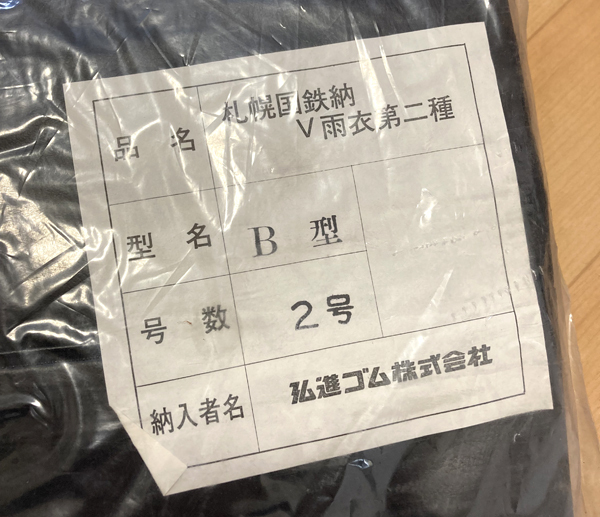 品名 札幌国鉄納
V雨衣第二種
型名 B型
号数 2号
納入者名 弘進ゴム株式会社